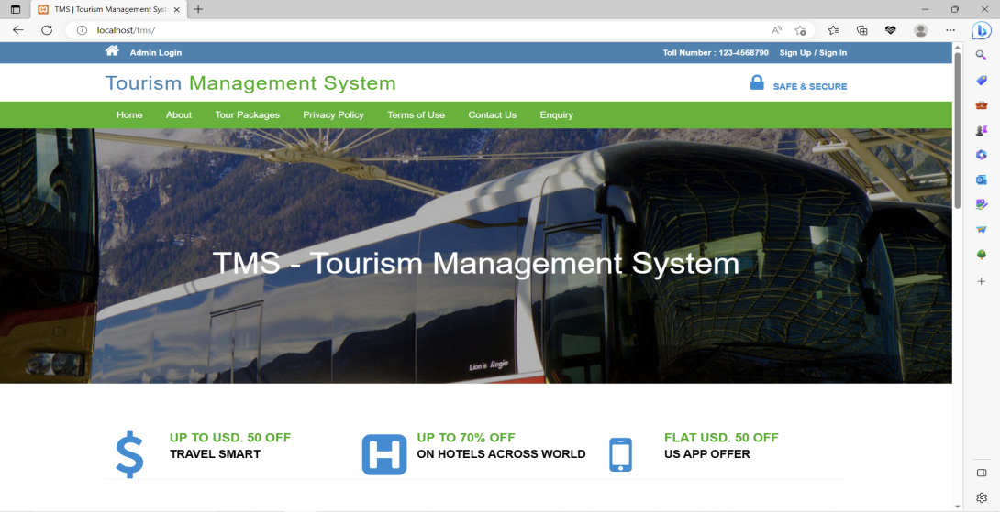 TMS | Tourism Management Syst
localhost/tms/
Admin Login
Toll Number : 123-4568790
Sign Up / Sign In
Tourism Management System
SAFE & SECURE
Home
About
Tour Packages
Privacy Policy
Terms of Use
Contact Us
Enquiry
TMS - Tourism Management System
Lion's Regio
UP TO USD. 50 OFF
TRAVEL SMART
H
UP TO 70% OFF
ON HOTELS ACROSS WORLD
FLAT USD. 50 OFF
US APP OFFER